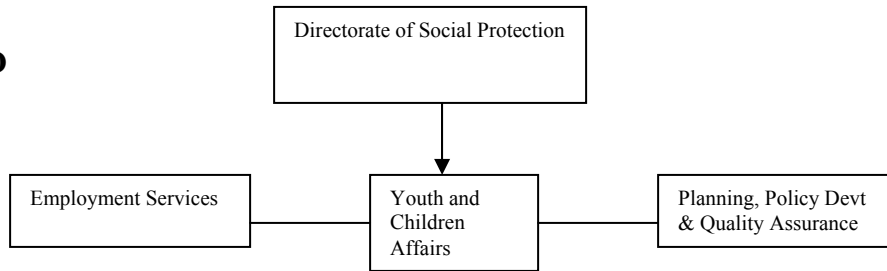 Directorate of Social Protection
Employment Services
Youth and
Children
Affairs
Planning, Policy Devt
& Quality Assurance